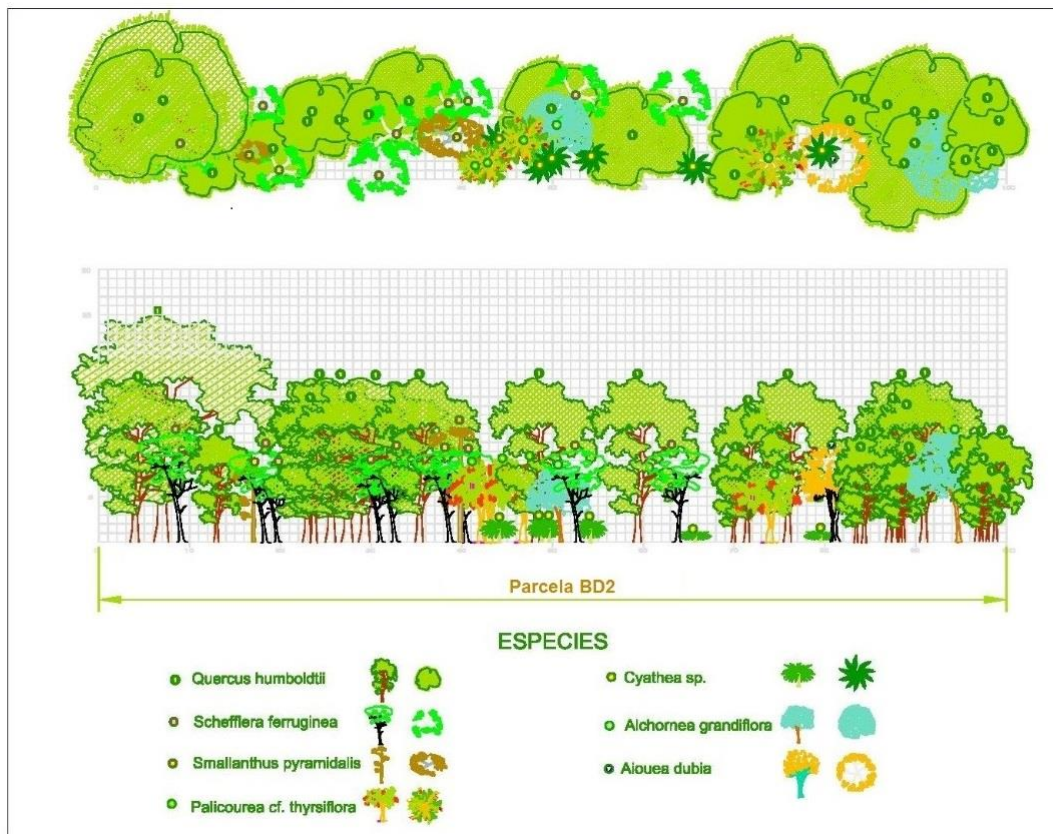 Parcela BD2
ESPECIES
Quercus humboldtii
Schefflera ferruginea
Smallanthus pyramidalis
Palicourea cf. thyrsiflora
Cyathea sp.
Alchornea grandiflora
Aiouea dubia